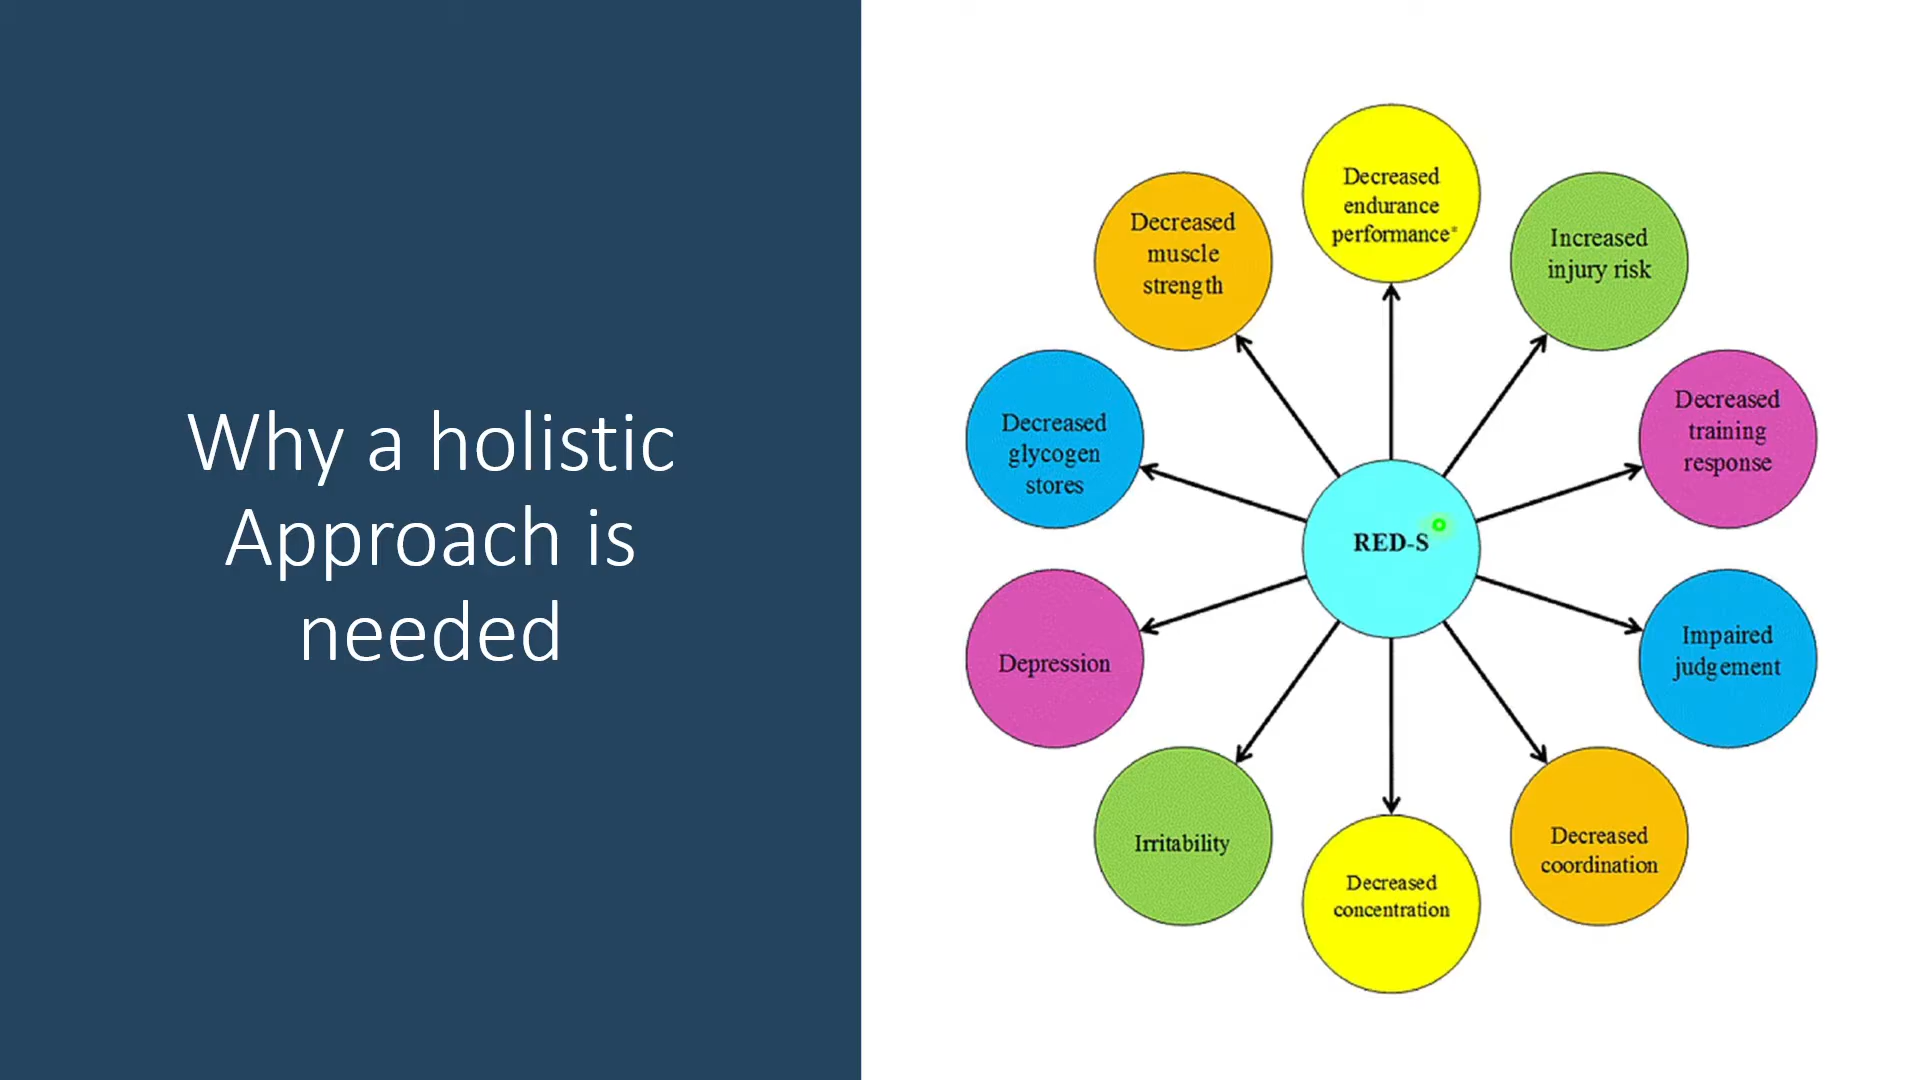 Why a holistic
Approach is
needed
Decreased
endurance
performance*
Increased
injury risk
Decreased
training
response
Impaired
judgement
Decreased
coordination
Decreased
concentration
Irritability
Depression
Decreased
glycogen
stores
Decreased
muscle
strength
RED-S